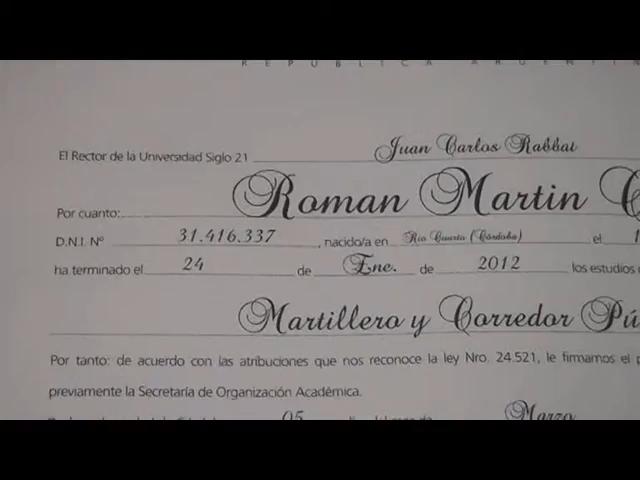 REPUBLICA ARGENTIN
El Rector de la Universidad Siglo 21 Juan Carlos Rabbat
Por cuanto: Roman Martin C
D.N.I. Nº 31.416.337, nacido/a en Río Cuarto (Córdoba) el 1
ha terminado el 24 de Ene. de 2012 los estudios
Martillero y Corredor Pú
Por tanto: de acuerdo con las atribuciones que nos reconoce la ley Nro. 24.521, le firmamos el p
previamente la Secretaría de Organización Académica.
05 Marzo